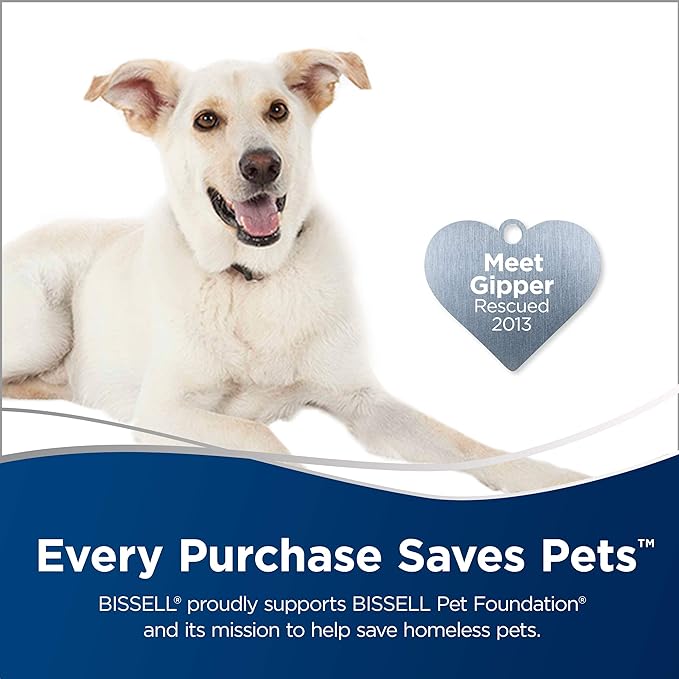 Meet
Gipper
Rescued
2013
Every Purchase Saves Pets™
BISSELL® proudly supports BISSELL Pet Foundation®
and its mission to help save homeless pets.